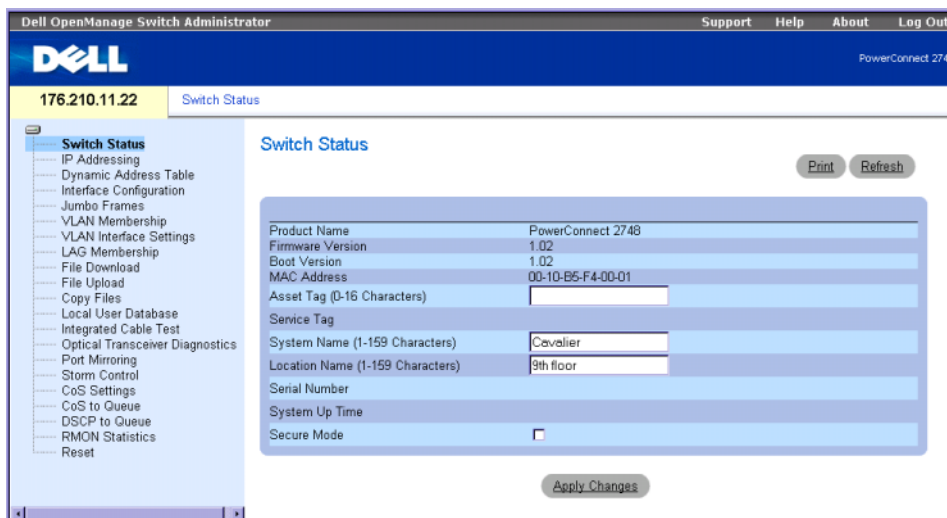 Dell OpenManage Switch Administrator
Support Help About Log Out
DELL
PowerConnect 274
176.210.11.22
Switch Status
Switch Status
IP Addressing
Dynamic Address Table
Interface Configuration
Jumbo Frames
VLAN Membership
VLAN Interface Settings
LAG Membership
File Download
File Upload
Copy Files
Local User Database
Integrated Cable Test
Optical Transceiver Diagnostics
Port Mirroring
Storm Control
CoS Settings
CoS to Queue
DSCP to Queue
RMON Statistics
Reset
Switch Status
Print Refresh
Product Name PowerConnect 2748
Firmware Version 1.02
Boot Version 1.02
MAC Address 00-10-B5-F4-00-01
Asset Tag (0-16 Characters)
Service Tag
System Name (1-159 Characters) Cavalier
Location Name (1-159 Characters) 9th floor
Serial Number
System Up Time
Secure Mode
Apply Changes